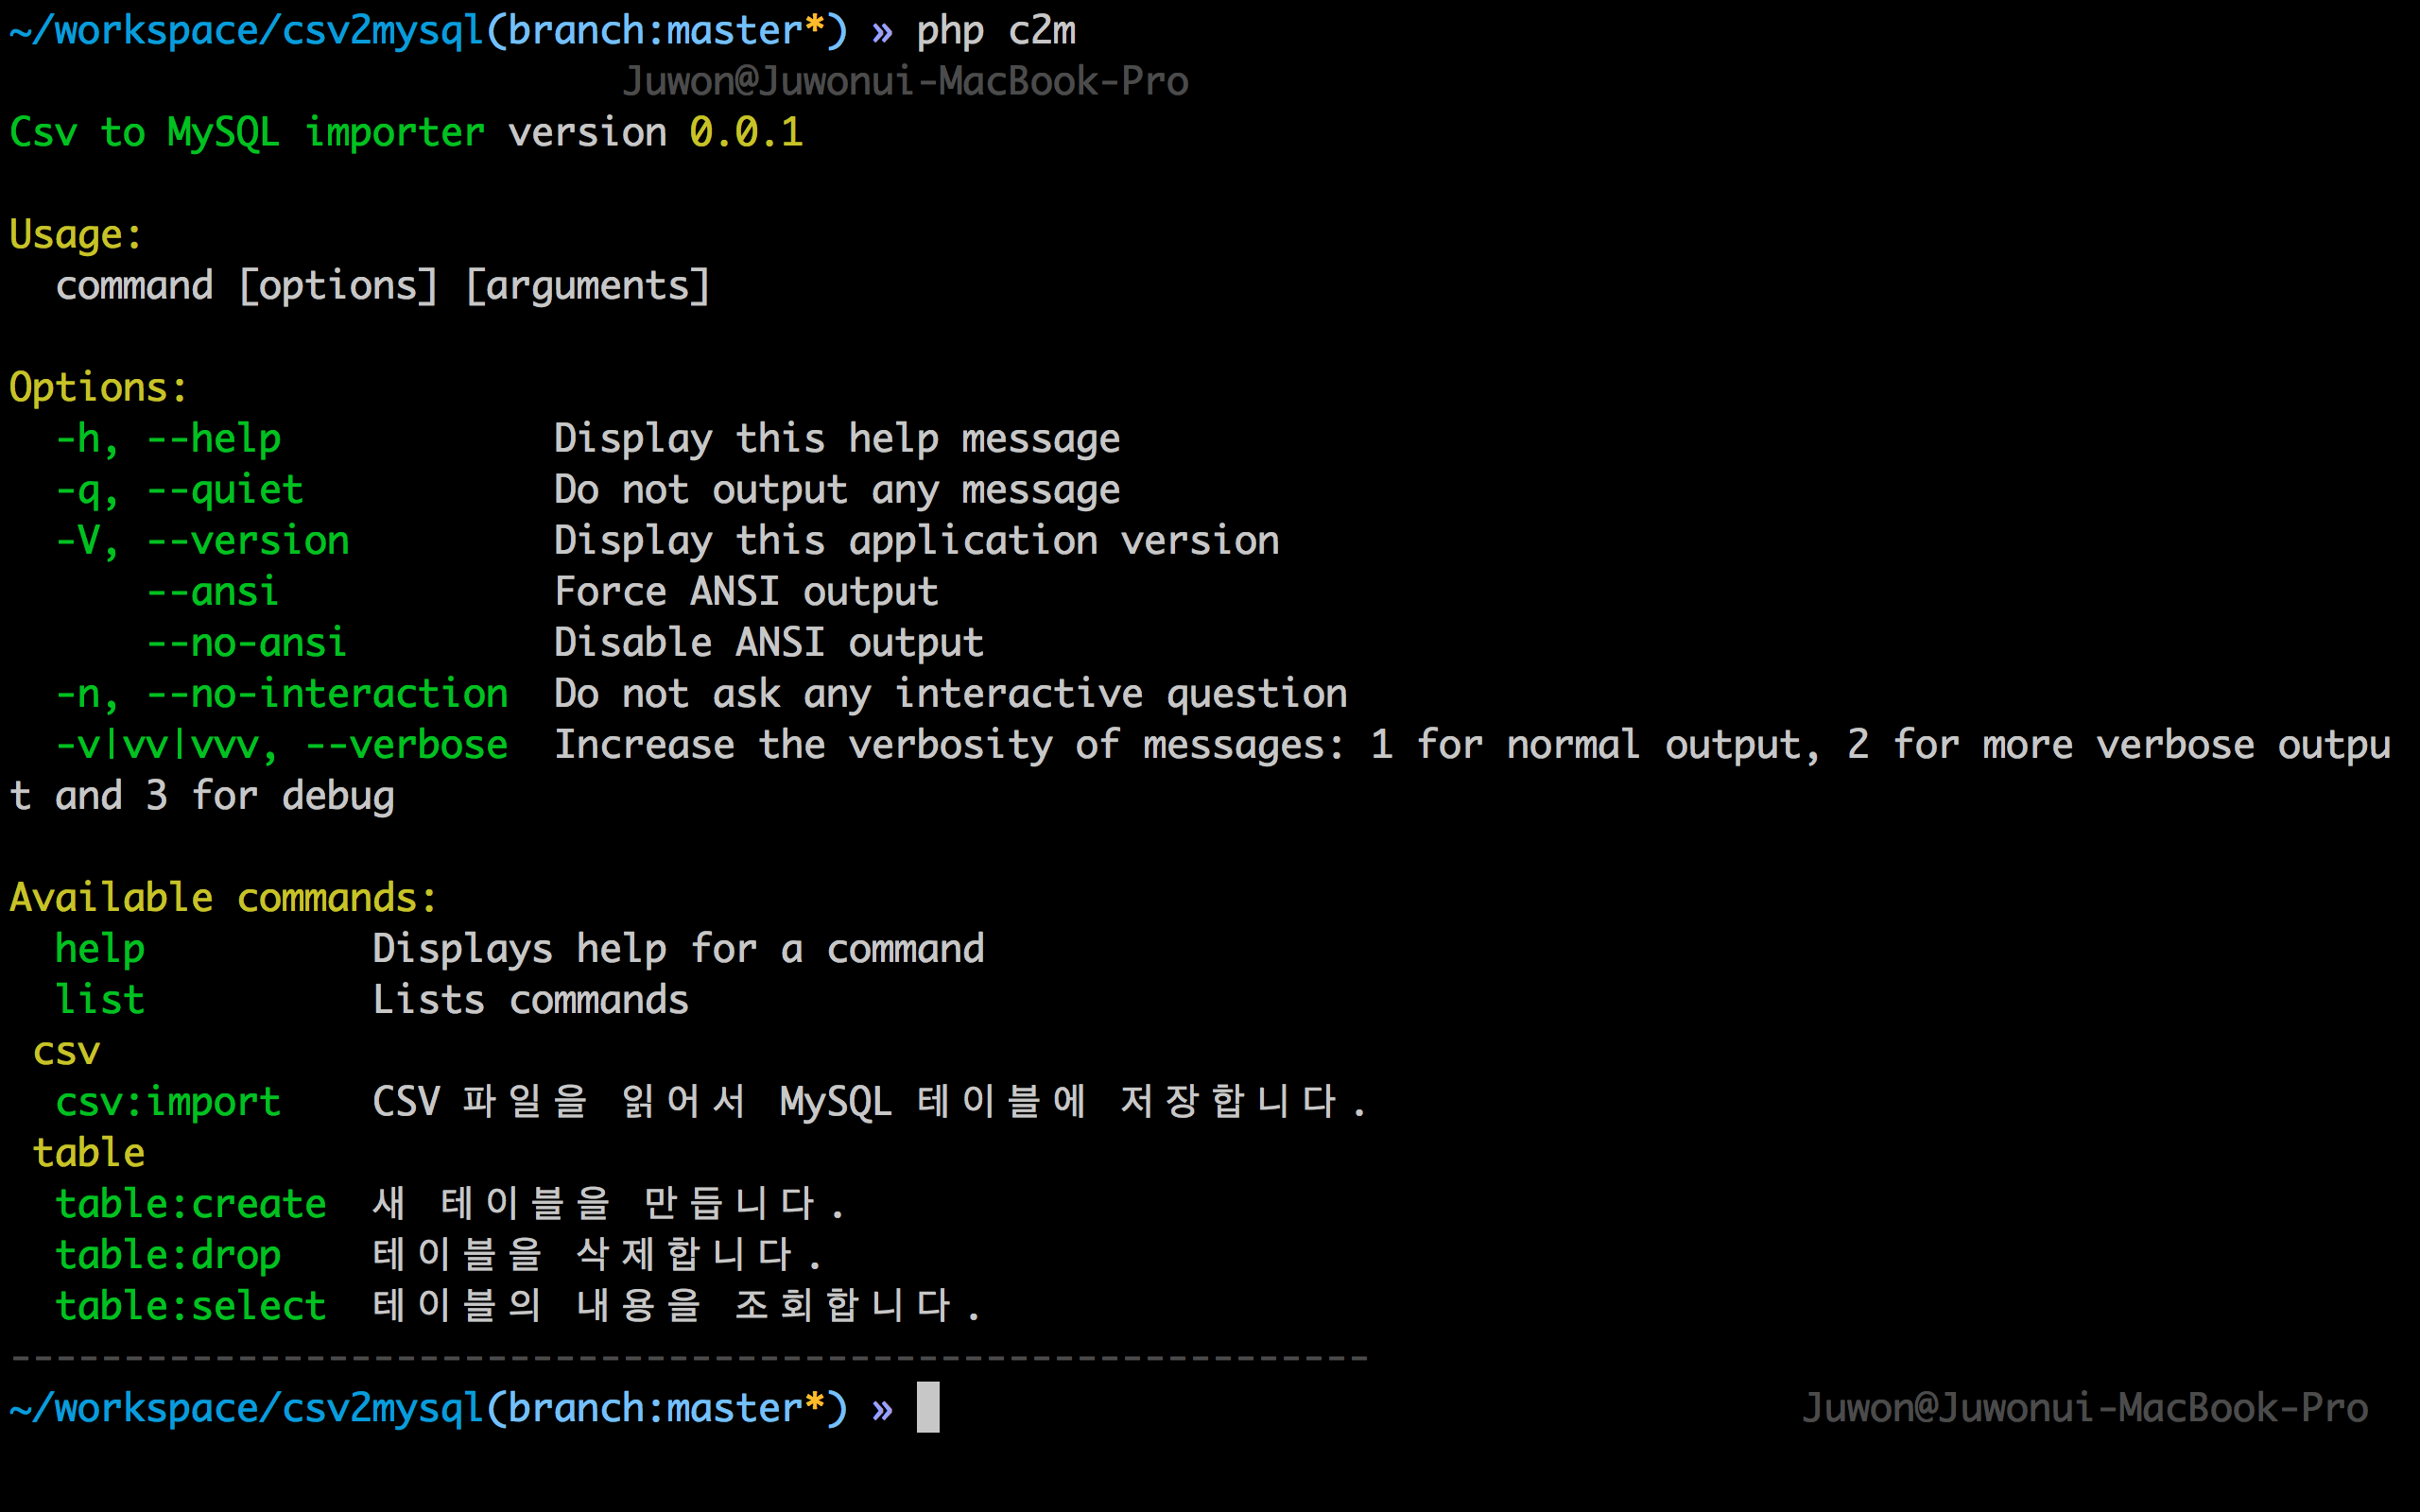 ~/workspace/csv2mysql(branch:master*) » php c2m
Juwon@Juwonui-MacBook-Pro
Csv to MySQL importer version 0.0.1
Usage:
command [options] [arguments]
Options:
-h, --help Display this help message
-q, --quiet Do not output any message
-V, --version Display this application version
--ansi Force ANSI output
--no-ansi Disable ANSI output
-n, --no-interaction Do not ask any interactive question
-v|vv|vvv, --verbose Increase the verbosity of messages: 1 for normal output, 2 for more verbose outpu
t and 3 for debug
Available commands:
help Displays help for a command
list Lists commands
csv
csv:import CSV 파일을 읽어서 MySQL 테이블에 저장합니다.
table
table:create 새 테이블을 만듭니다.
table:drop 테이블을 삭제합니다.
table:select 테이블의 내용을 조회합니다.
------------------------------------------------------------
~/workspace/csv2mysql(branch:master*) » Juwon@Juwonui-MacBook-Pro